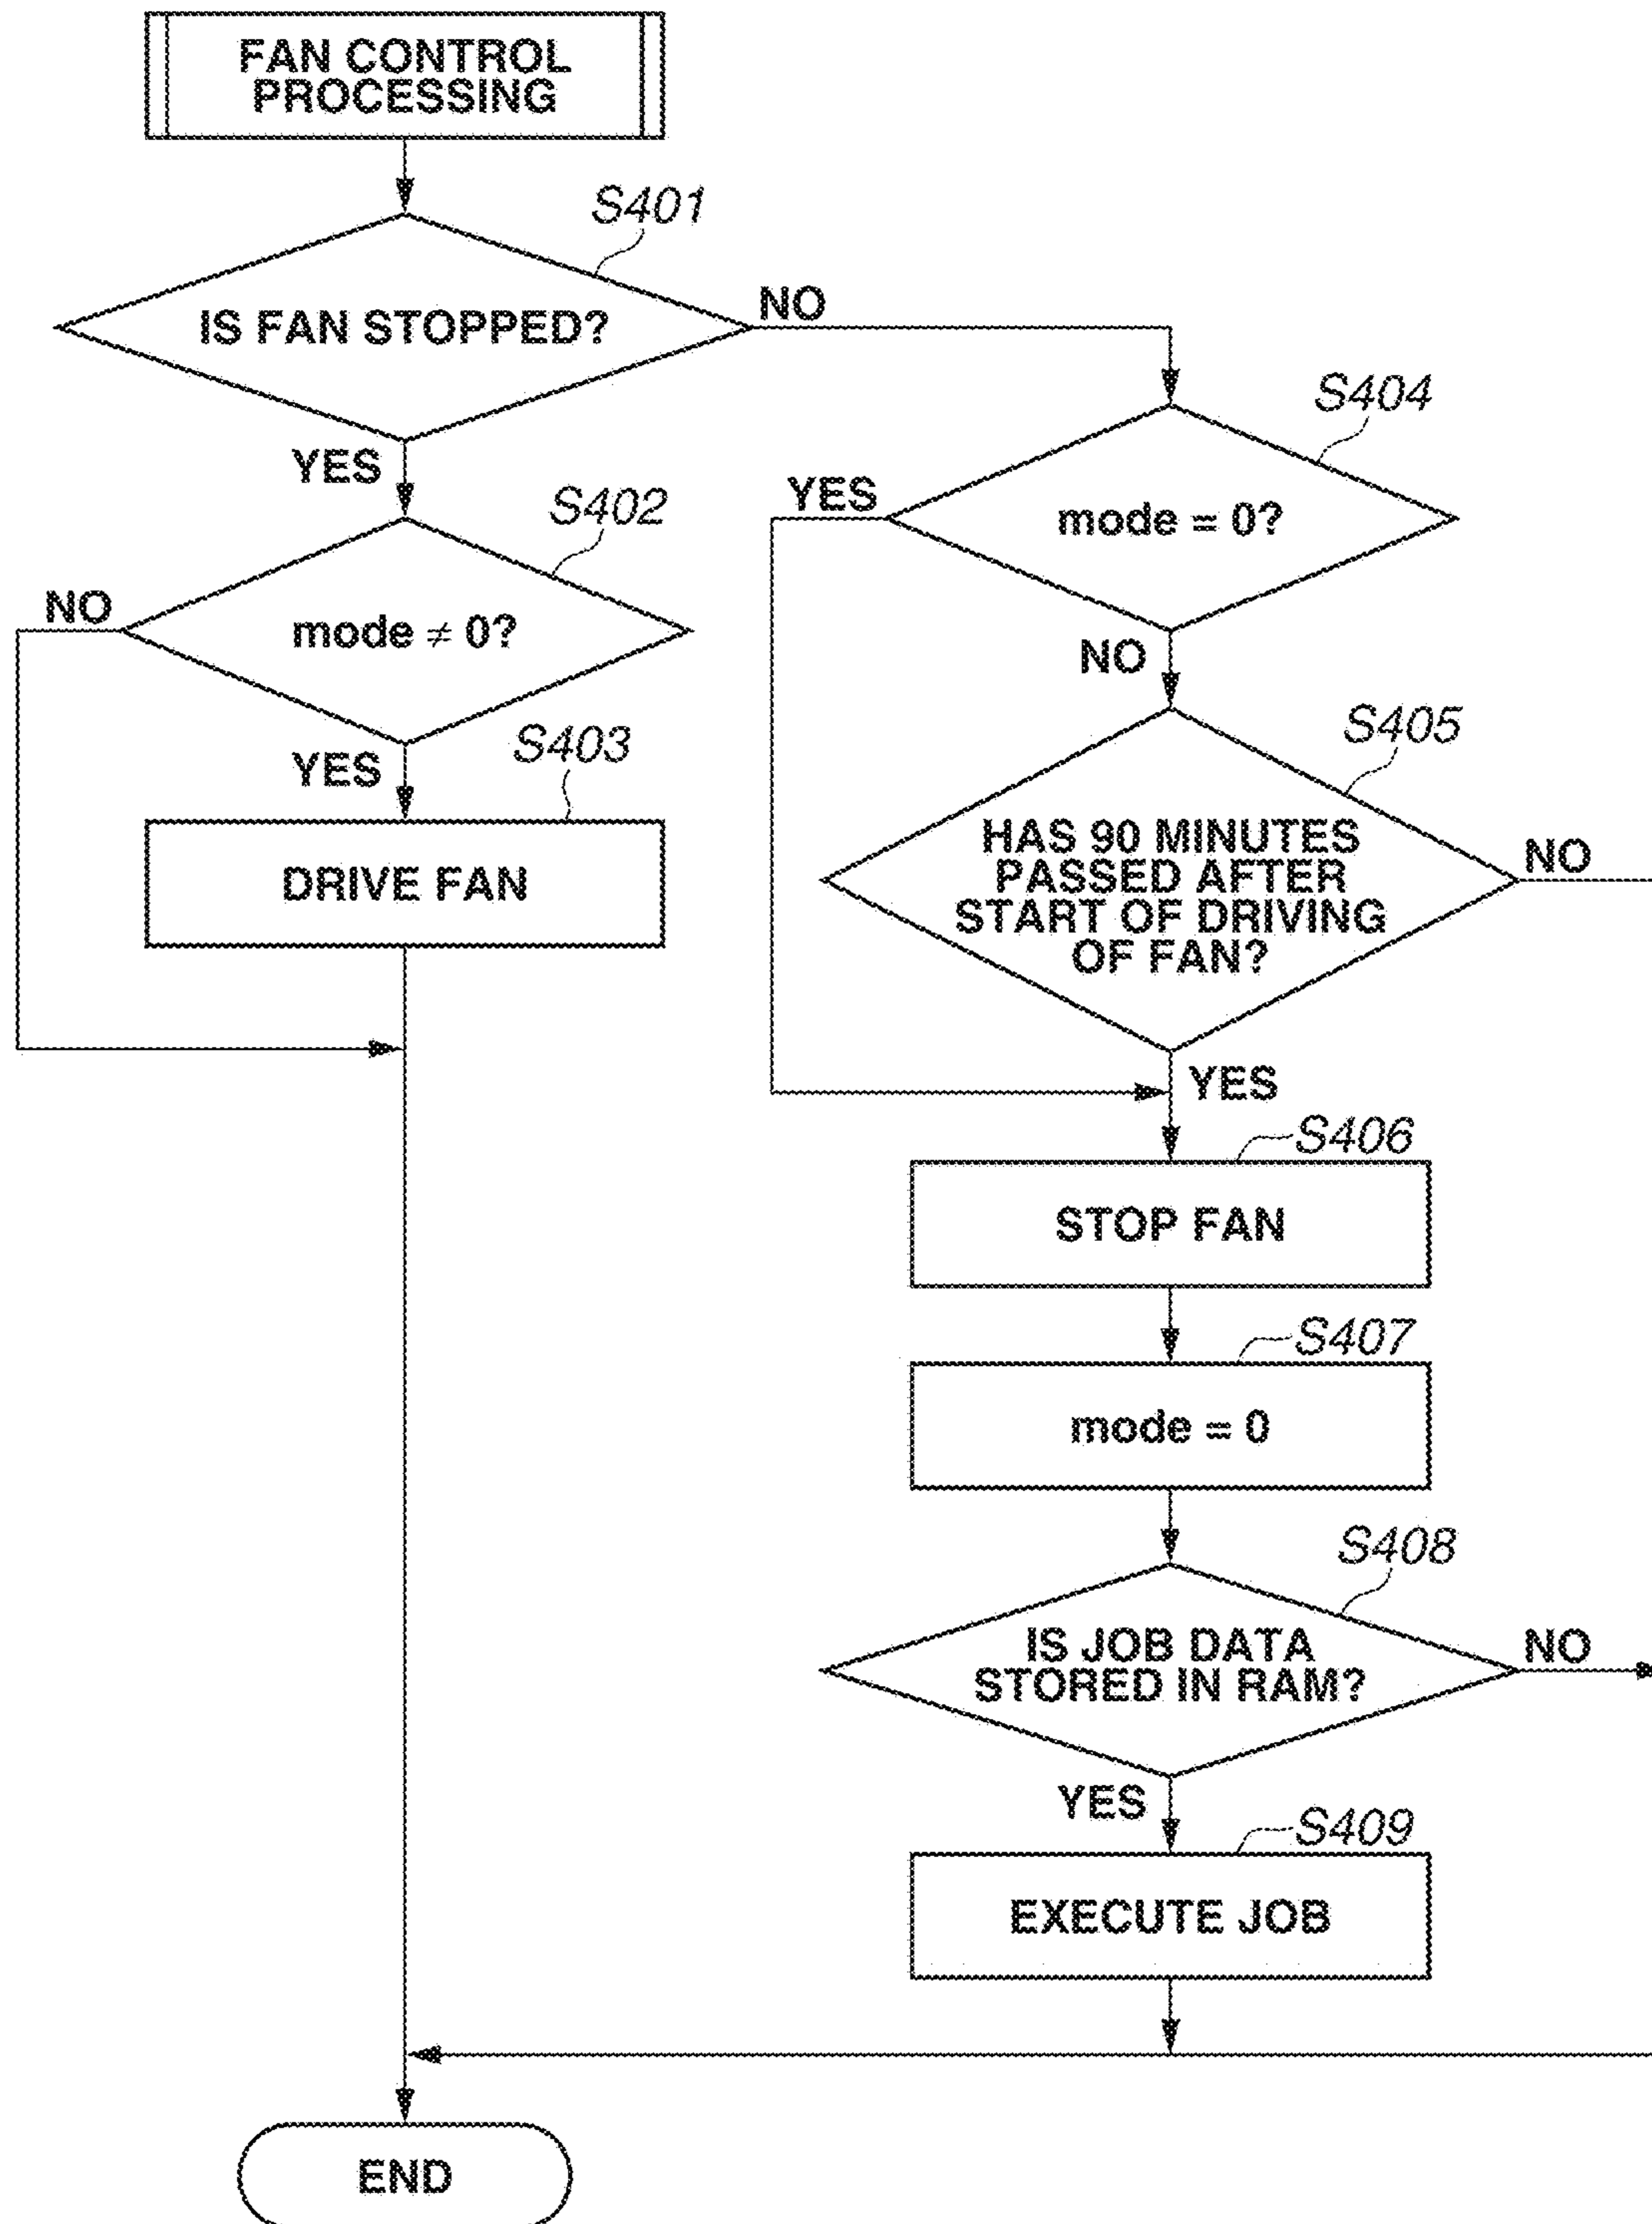 FAN CONTROL
PROCESSING
S401
IS FAN STOPPED?
NO
YES
S402
mode ≠ 0?
NO
YES
S403
DRIVE FAN
S404
mode = 0?
YES
NO
S405
HAS 90 MINUTES
PASSED AFTER
START OF DRIVING
OF FAN?
NO
YES
S406
STOP FAN
S407
mode = 0
S408
IS JOB DATA
STORED IN RAM?
NO
YES
S409
EXECUTE JOB
END